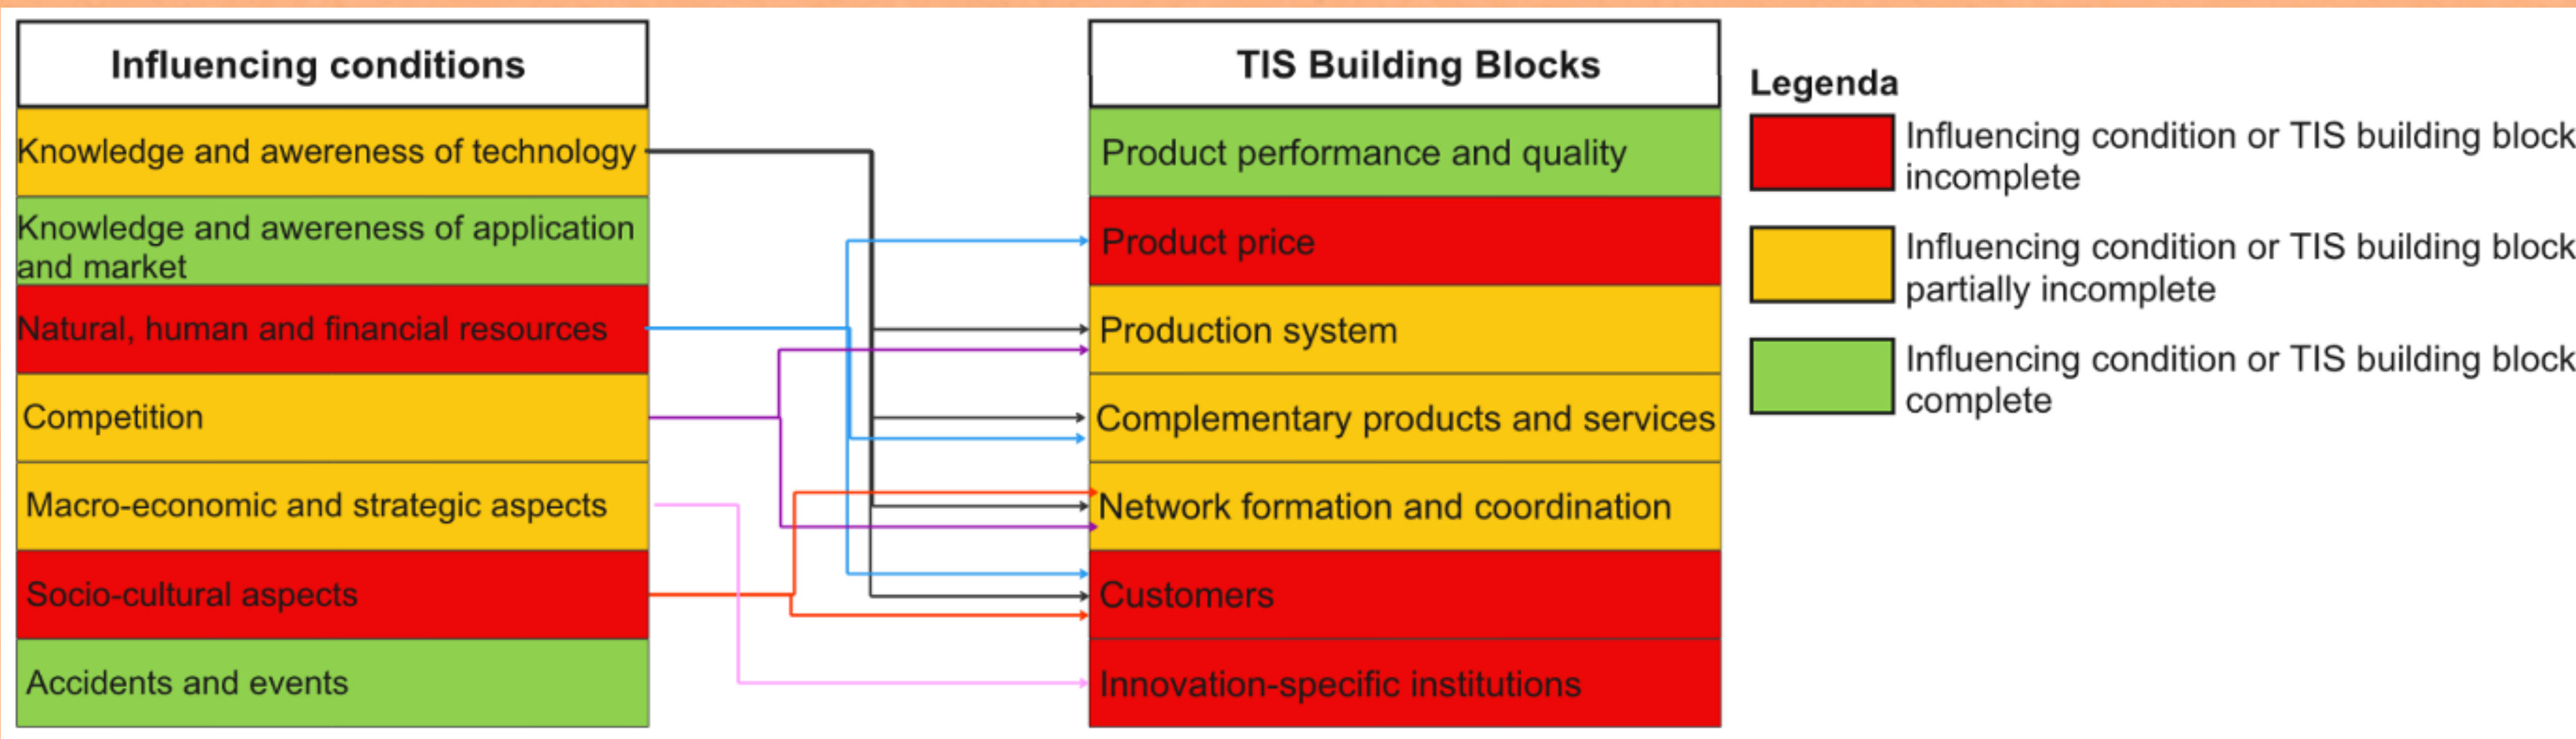 Influencing conditions
Knowledge and awereness of technology
Knowledge and awereness of application
and market
Natural, human and financial resources
Competition
Macro-economic and strategic aspects
Socio-cultural aspects
Accidents and events
TIS Building Blocks
Product performance and quality
Product price
Production system
Complementary products and services
Network formation and coordination
Customers
Innovation-specific institutions
Legenda
Influencing condition or TIS building block
incomplete
Influencing condition or TIS building block
partially incomplete
Influencing condition or TIS building block
complete